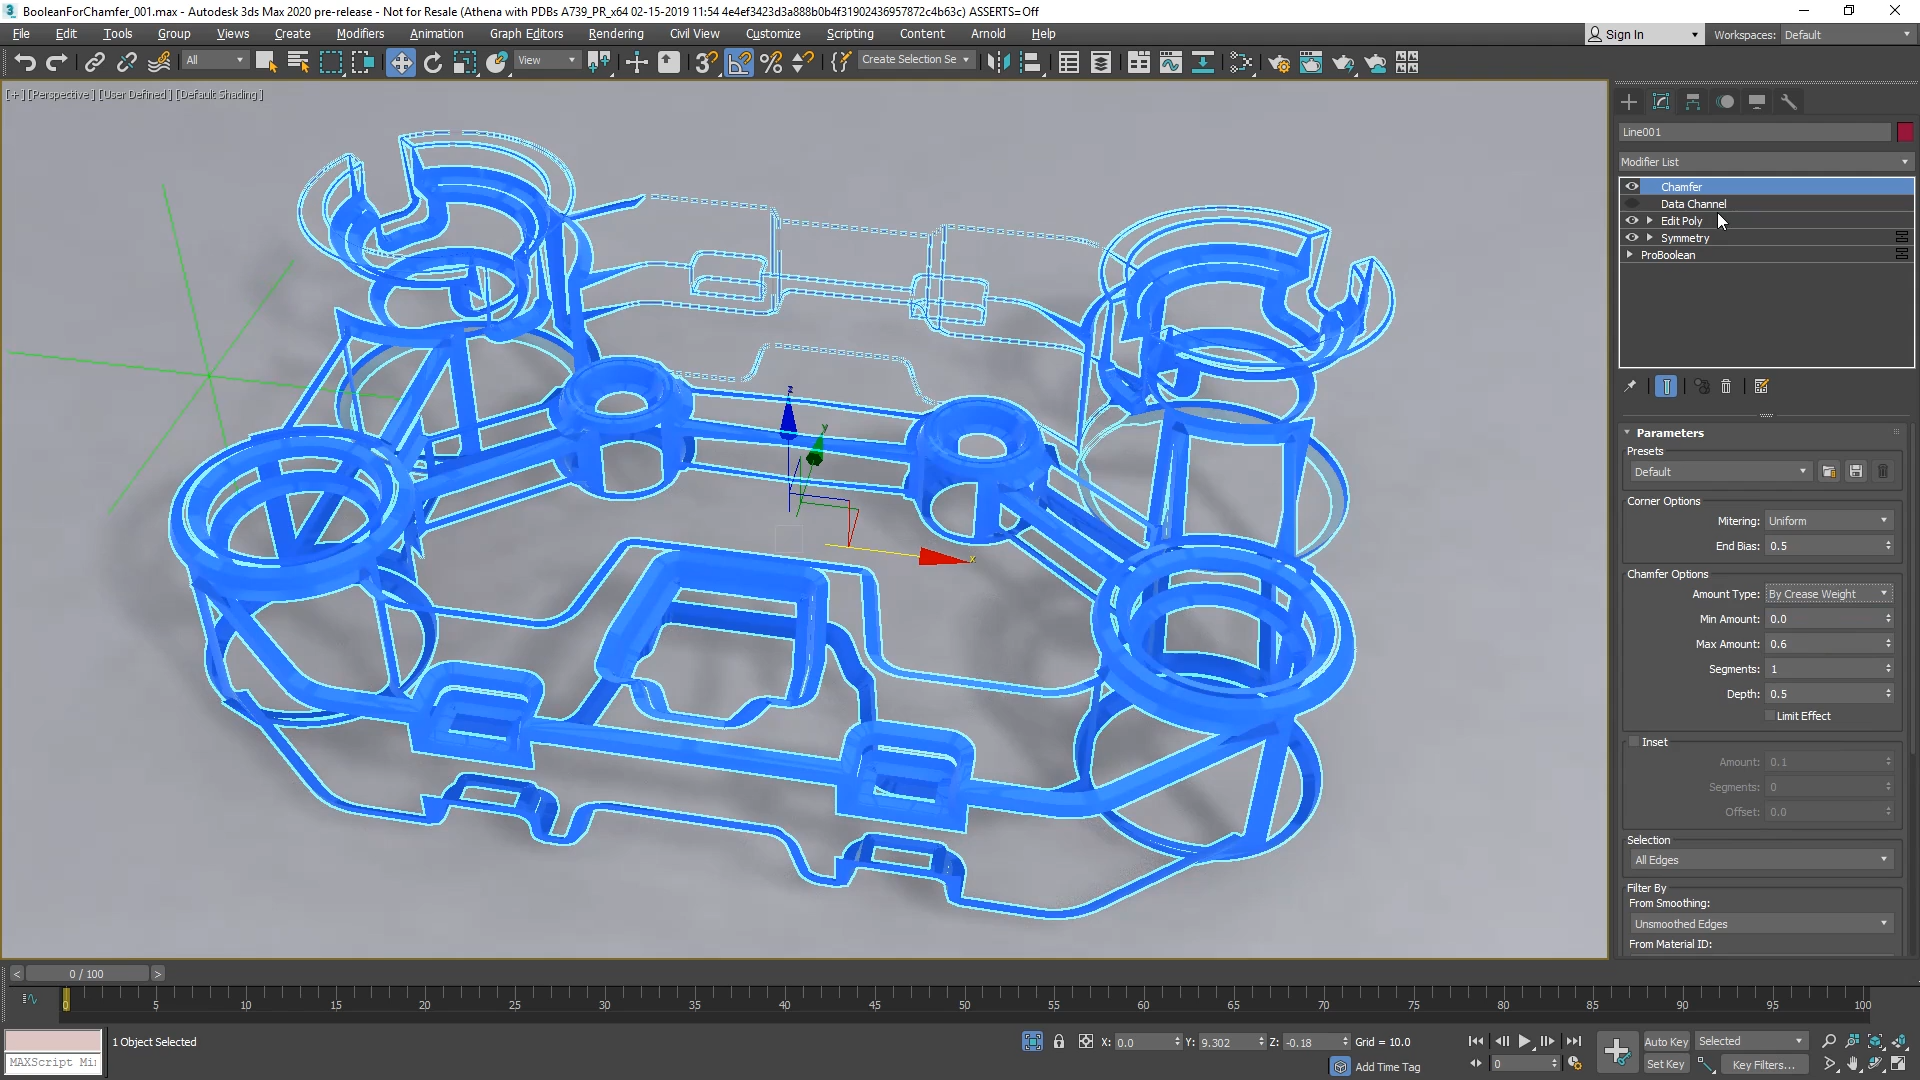 BooleanForChamfer_001.max - Autodesk 3ds Max 2020 pre-release - Not for Resale (Athena with PDBs A739_PR_x64 02-15-2019 11:54 4e4ef3423d3a888b0b4f31902436957872c4b63c) ASSERTS=Off
File Edit Tools Group Views Create Modifiers Animation Graph Editors Rendering Civil View Customize Scripting Content Arnold Help Sign In Workspaces: Default
All View Create Selection Se
[+] [Perspective] [User Defined] [Default Shading]
Line001
Modifier List
Chamfer
Data Channel
Edit Poly
Symmetry
ProBoolean
Parameters
Presets
Default
Corner Options
Mitering: Uniform
End Bias: 0.5
Chamfer Options
Amount Type: By Crease Weight
Min Amount: 0.0
Max Amount: 0.6
Segments: 1
Depth: 0.5
Limit Effect
Inset
Amount: 0.1
Segments: 0
Offset: 0.0
Selection
All Edges
Filter By
From Smoothing:
Unsmoothed Edges
From Material ID:
z
y
x
< 0 / 100 >
0 5 10 15 20 25 30 35 40 45 50 55 60 65 70 75 80 85 90 95 100
1 Object Selected X: 0.0 Y: 9.302 Z: -0.18 Grid = 10.0 Auto Key Selected
MAXScript Mi Add Time Tag 0 Set Key Key Filters...